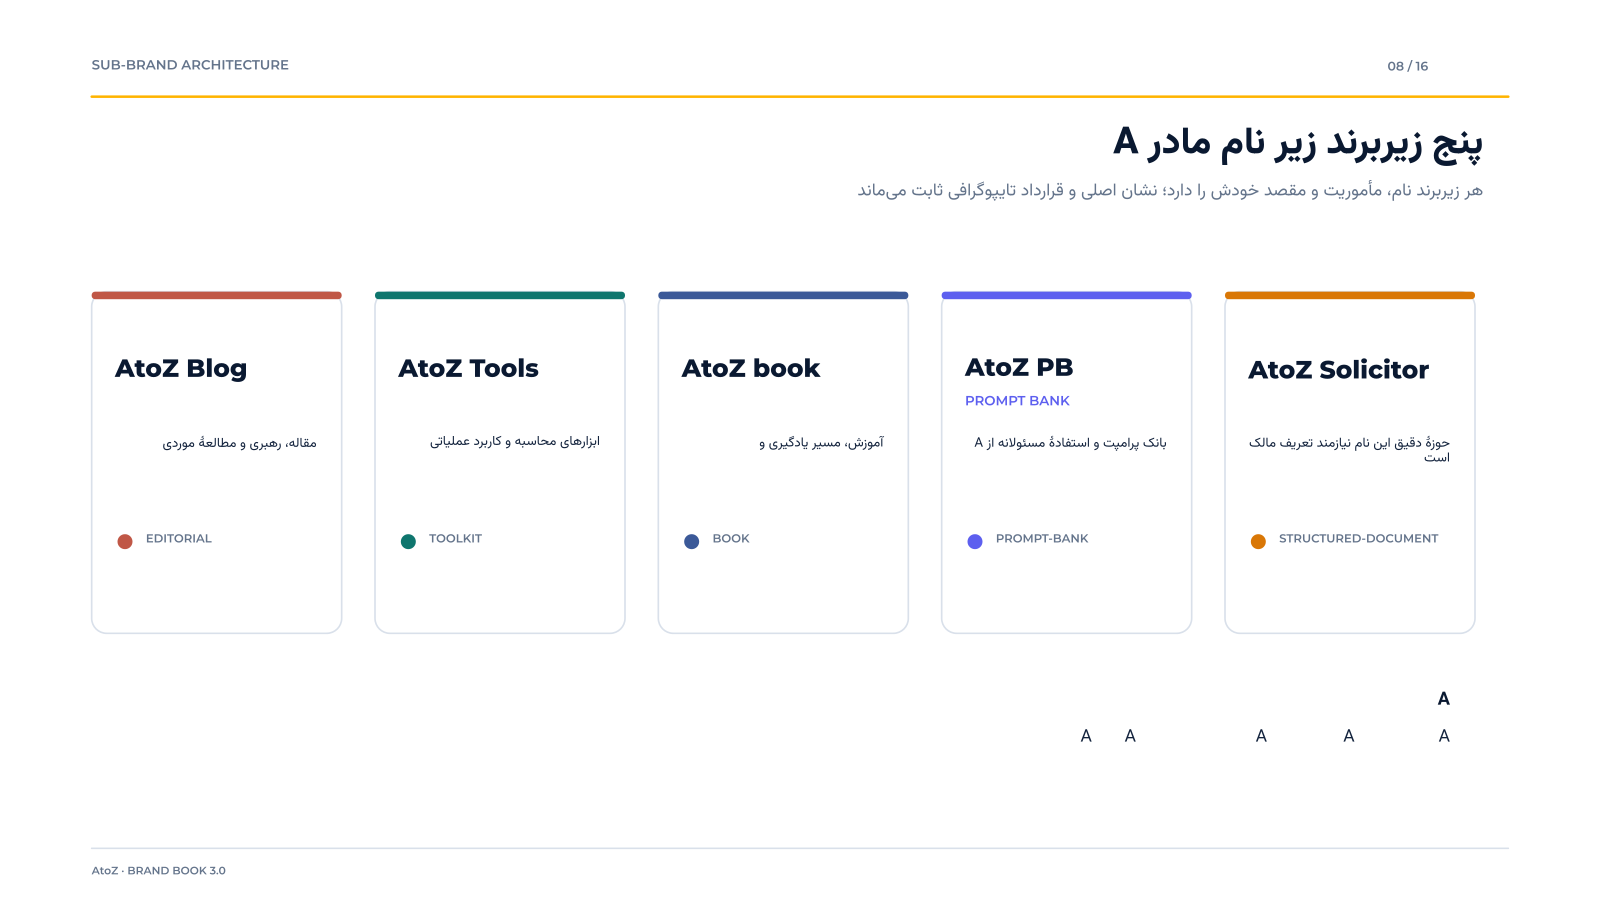 SUB-BRAND ARCHITECTURE
08 / 16
پنج زیربرند زیر نام مادر A
هر زیربرند نام، مأموریت و مقصد خودش را دارد؛ نشان اصلی و قرارداد تایپوگرافی ثابت می‌ماند
AtoZ Blog
مقاله، رهبری و مطالعهٔ موردی
EDITORIAL
AtoZ Tools
ابزارهای محاسبه و کاربرد عملیاتی
TOOLKIT
AtoZ book
آموزش، مسیر یادگیری و
BOOK
AtoZ PB
PROMPT BANK
بانک پرامپت و استفادهٔ مسئولانه از A
PROMPT-BANK
AtoZ Solicitor
حوزهٔ دقیق این نام نیازمند تعریف مالک
است
STRUCTURED-DOCUMENT
A
A A A A A
AtoZ · BRAND BOOK 3.0